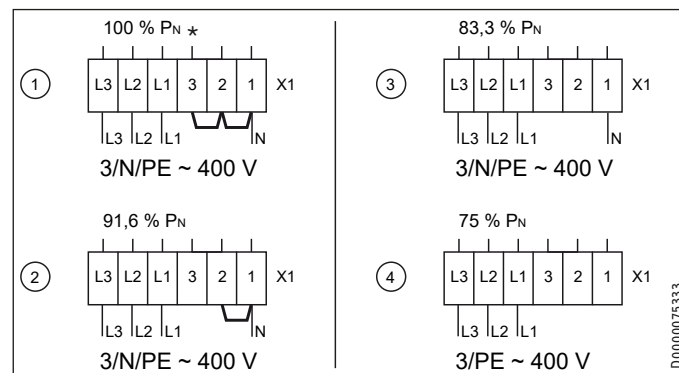 100 % PN *
1
L3 L2 L1 3 2 1 X1
L3 L2 L1 N
3/N/PE ~ 400 V
91,6 % PN
2
L3 L2 L1 3 2 1 X1
L3 L2 L1 N
3/N/PE ~ 400 V
83,3 % PN
3
L3 L2 L1 3 2 1 X1
L3 L2 L1 N
3/N/PE ~ 400 V
75 % PN
4
L3 L2 L1 3 2 1 X1
L3 L2 L1
3/PE ~ 400 V
D0000075333